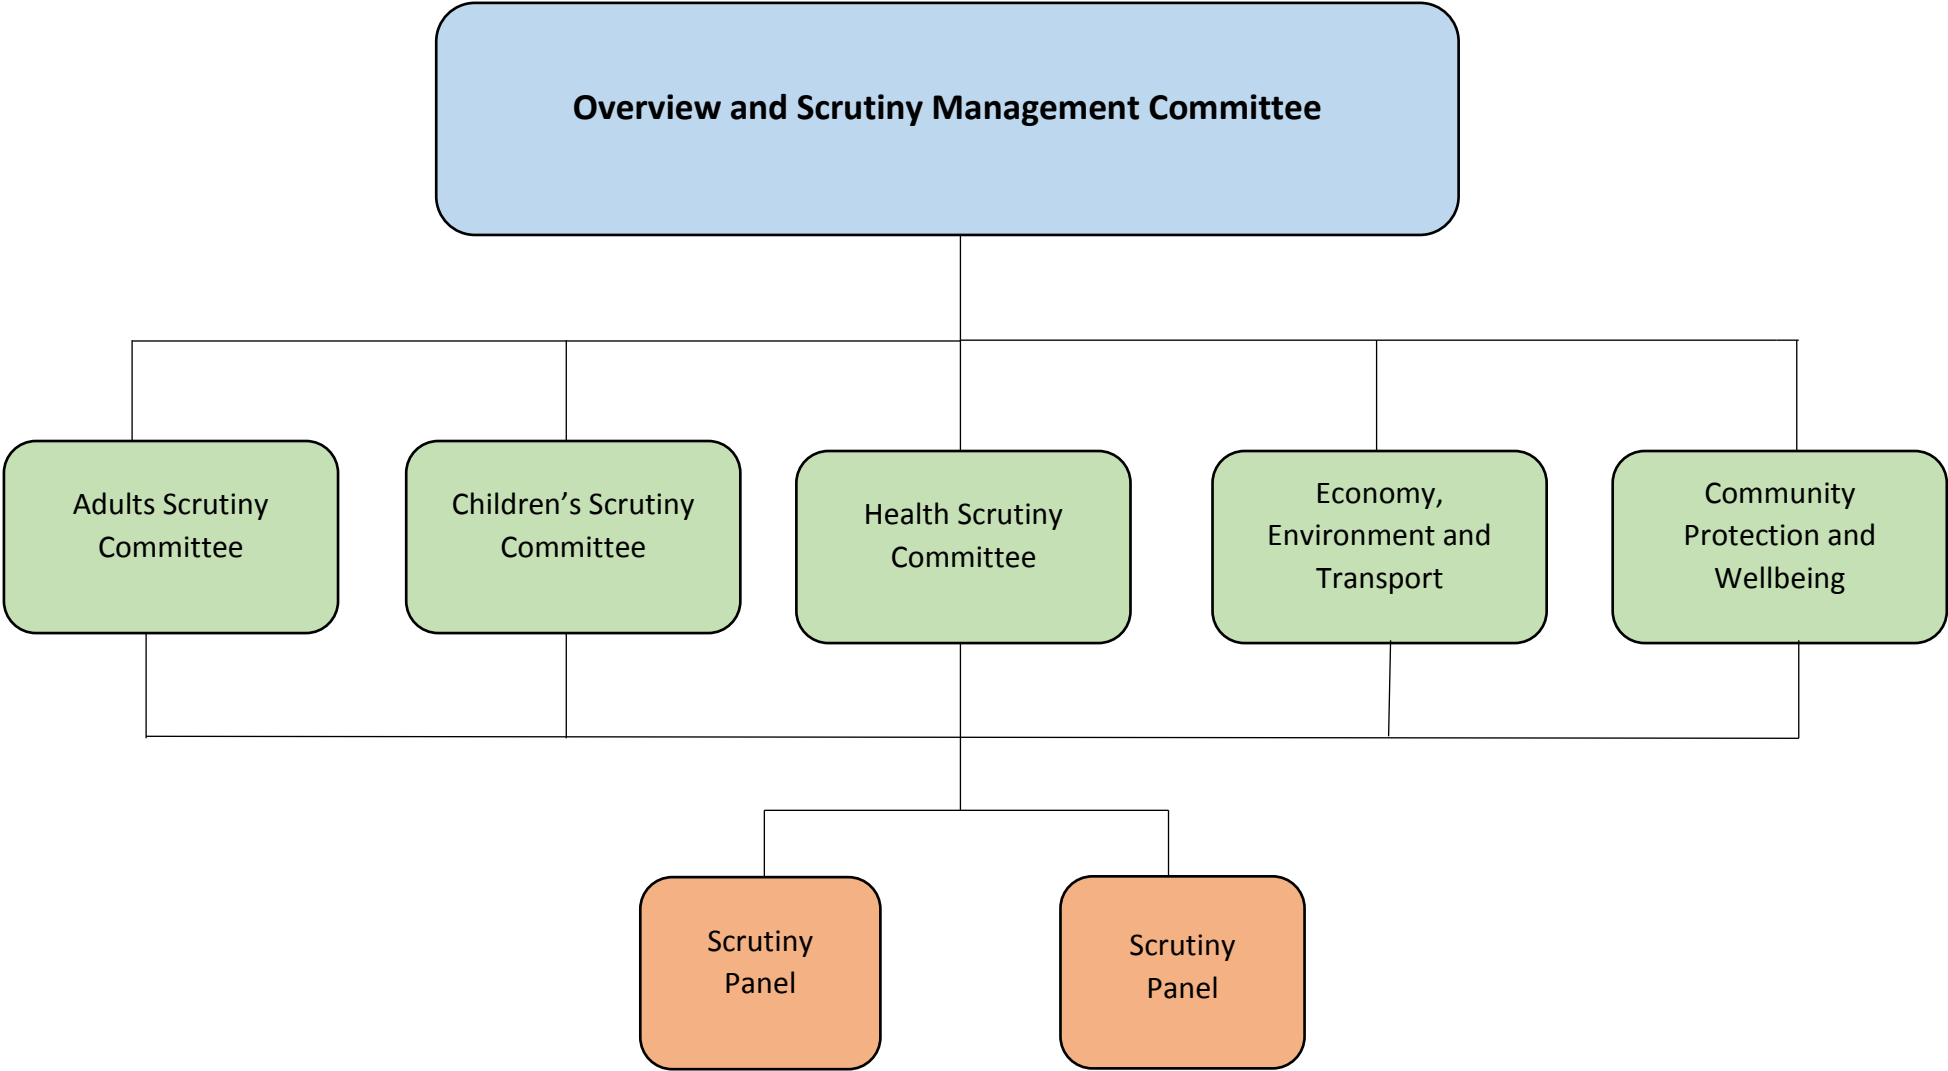 Overview and Scrutiny Management Committee
Adults Scrutiny
Committee
Children’s Scrutiny
Committee
Health Scrutiny
Committee
Economy,
Environment and
Transport
Community
Protection and
Wellbeing
Scrutiny
Panel
Scrutiny
Panel